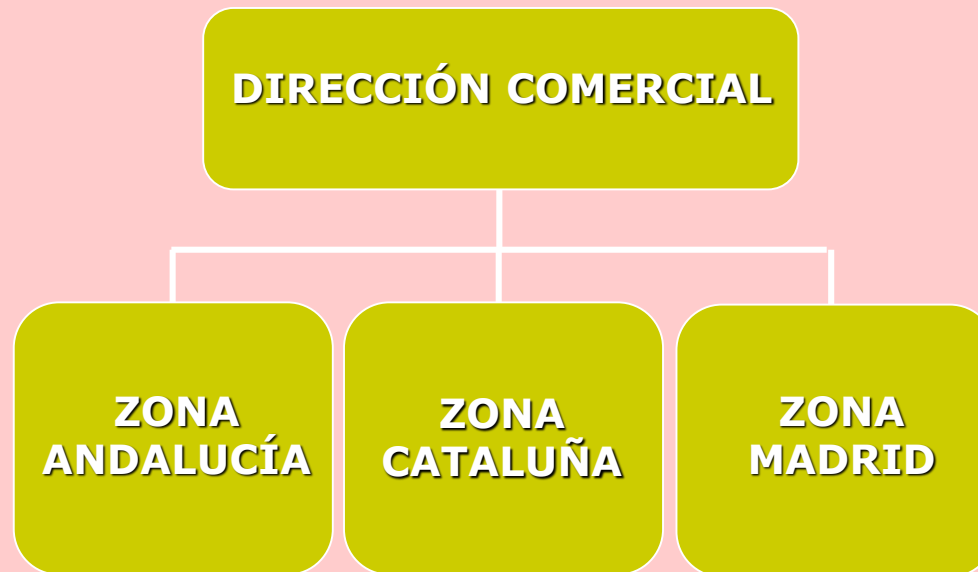 DIRECCIÓN COMERCIAL
ZONA
ANDALUCÍA
ZONA
CATALUÑA
ZONA
MADRID